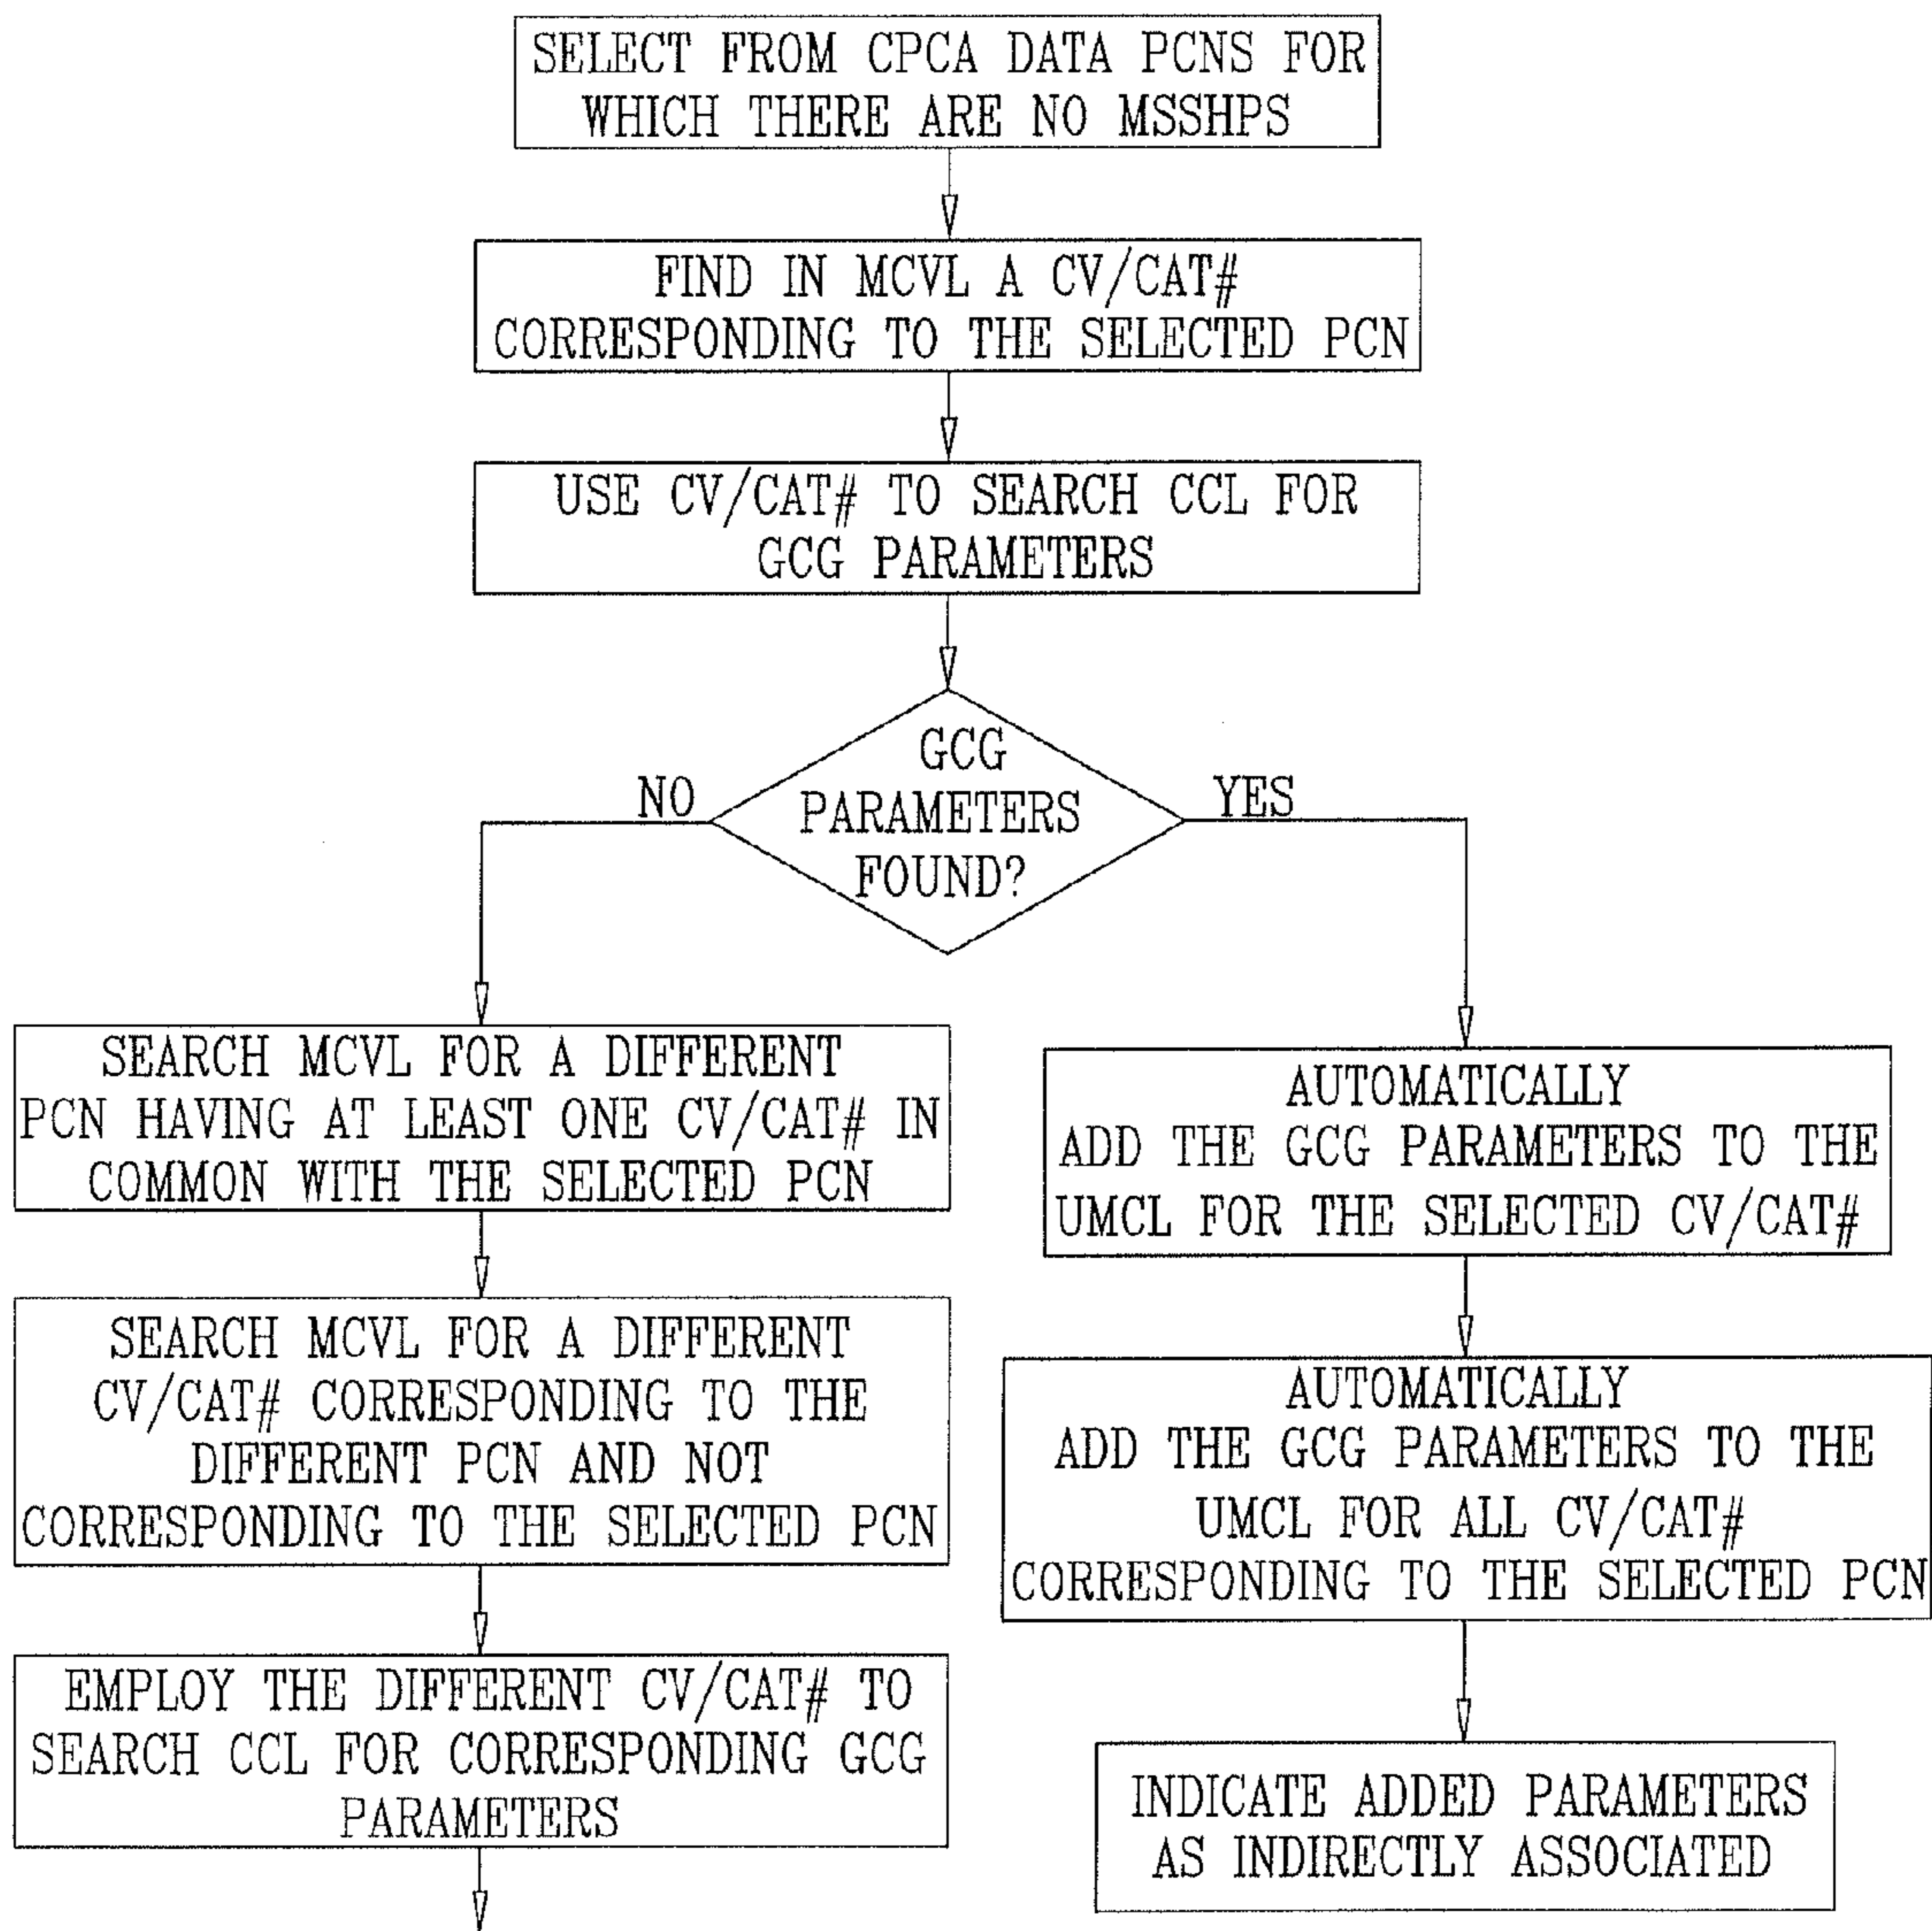 SELECT FROM CPCA DATA PCNS FOR
WHICH THERE ARE NO MSSHPS
FIND IN MCVL A CV/CAT#
CORRESPONDING TO THE SELECTED PCN
USE CV/CAT# TO SEARCH CCL FOR
GCG PARAMETERS
GCG
PARAMETERS
FOUND?
NO
YES
SEARCH MCVL FOR A DIFFERENT
PCN HAVING AT LEAST ONE CV/CAT# IN
COMMON WITH THE SELECTED PCN
SEARCH MCVL FOR A DIFFERENT
CV/CAT# CORRESPONDING TO THE
DIFFERENT PCN AND NOT
CORRESPONDING TO THE SELECTED PCN
EMPLOY THE DIFFERENT CV/CAT# TO
SEARCH CCL FOR CORRESPONDING GCG
PARAMETERS
AUTOMATICALLY
ADD THE GCG PARAMETERS TO THE
UMCL FOR THE SELECTED CV/CAT#
AUTOMATICALLY
ADD THE GCG PARAMETERS TO THE
UMCL FOR ALL CV/CAT#
CORRESPONDING TO THE SELECTED PCN
INDICATE ADDED PARAMETERS
AS INDIRECTLY ASSOCIATED